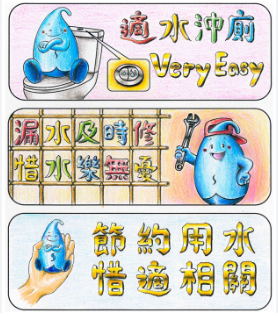 適水沖廁
Very Easy
漏水及時修
惜水樂無憂
節約用水
惜適相關